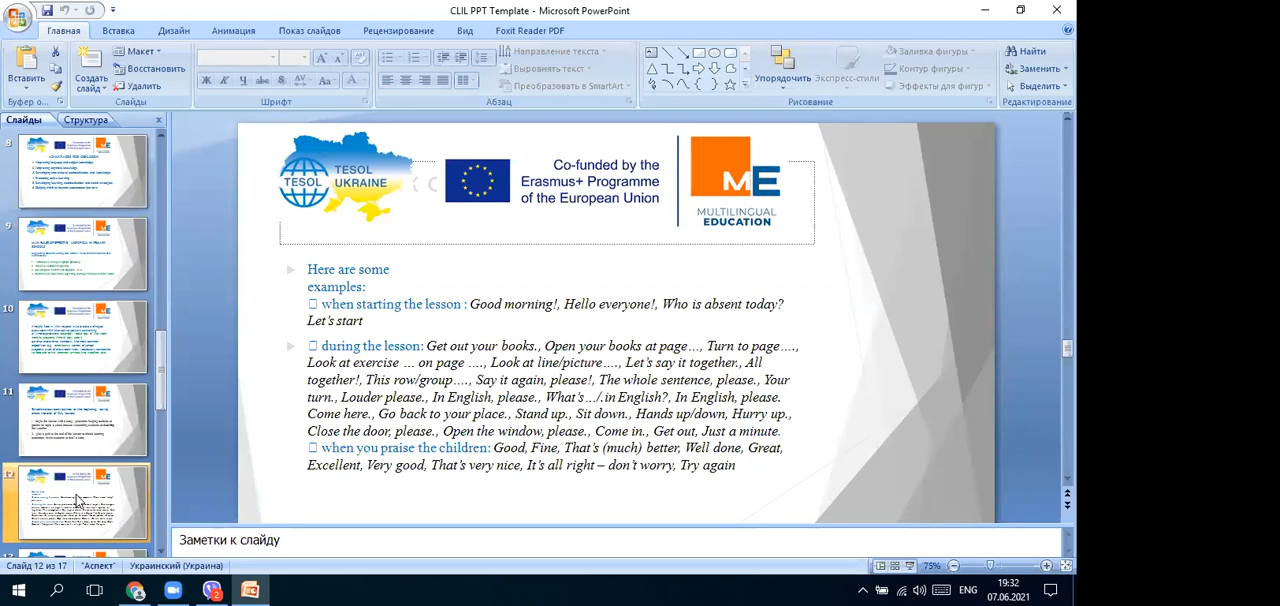 CLIL PPT Template - Microsoft PowerPoint
Главная Вставка Дизайн Анимация Показ слайдов Рецензирование Вид Foxit Reader PDF
Вставить
Буфер о...
Создать слайд
Макет
Восстановить
Удалить
Слайды
Ж К Ч abc S AV Aa A
Шрифт
Направление текста
Выровнять текст
Преобразовать в SmartArt
Абзац
Упорядочить
Экспресс-стили
Заливка фигуры
Контур фигуры
Эффекты для фигур
Рисование
Найти
Заменить
Выделить
Редактирование
Слайды Структура
8
9
10
11
12
TESOL
TESOL
UKRAINE
Co-funded by the
Erasmus+ Programme
of the European Union
ME
MULTILINGUAL
EDUCATION
Here are some
examples:
when starting the lesson : Good morning!, Hello everyone!, Who is absent today?
Let's start
during the lesson: Get out your books., Open your books at page…, Turn to page….,
Look at exercise … on page …., Look at line/picture…., Let's say it together., All
together!, This row/group…., Say it again, please!, The whole sentence, please., Your
turn., Louder please., In English, please., What's…/.in English?, In English, please.
Come here., Go back to your place., Stand up., Sit down., Hands up/down, Hurry up.,
Close the door, please., Open the window, please., Come in., Get out, Just a minute.
when you praise the children: Good, Fine, That's (much) better, Well done, Great,
Excellent, Very good, That's very nice, It's all right – don't worry, Try again
Заметки к слайду
Слайд 12 из 17 "Аспект" Украинский (Украина) 75%
2
ENG
19:32
07.06.2021